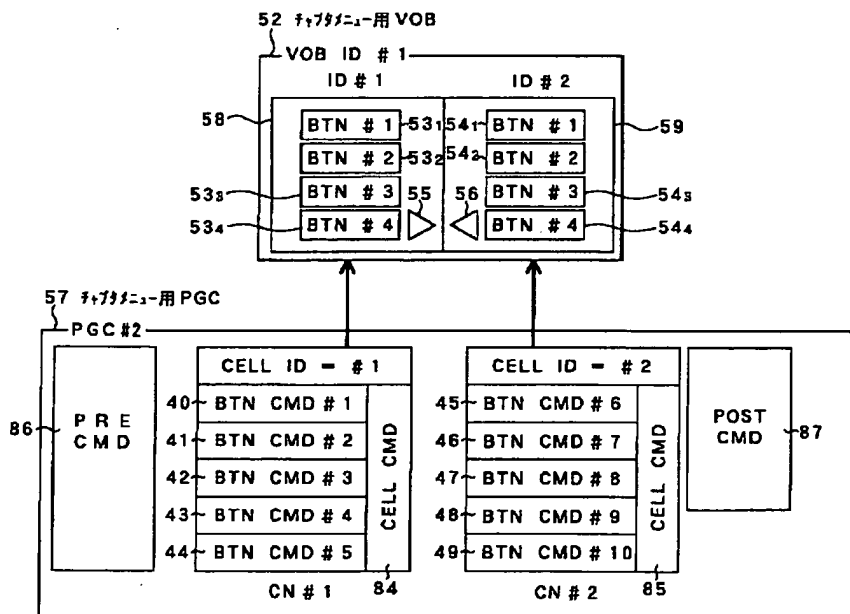 52 チャプタメニュー用 VOB
VOB ID #1
ID #1 ID #2
58 BTN #1 53₁ 54₁ BTN #1 59
BTN #2 53₂ 54₂ BTN #2
53₃ BTN #3 55 56 BTN #3 54₃
53₄ BTN #4 BTN #4 54₄
57 チャプタメニュー用 PGC
PGC #2
CELL ID = #1 CELL ID = #2
86 PRE CMD 87 POST CMD
40 BTN CMD #1 45 BTN CMD #6
41 BTN CMD #2 46 BTN CMD #7
42 BTN CMD #3 47 BTN CMD #8
43 BTN CMD #4 48 BTN CMD #9
44 BTN CMD #5 49 BTN CMD #10
CELL CMD CELL CMD
CN #1 84 CN #2 85